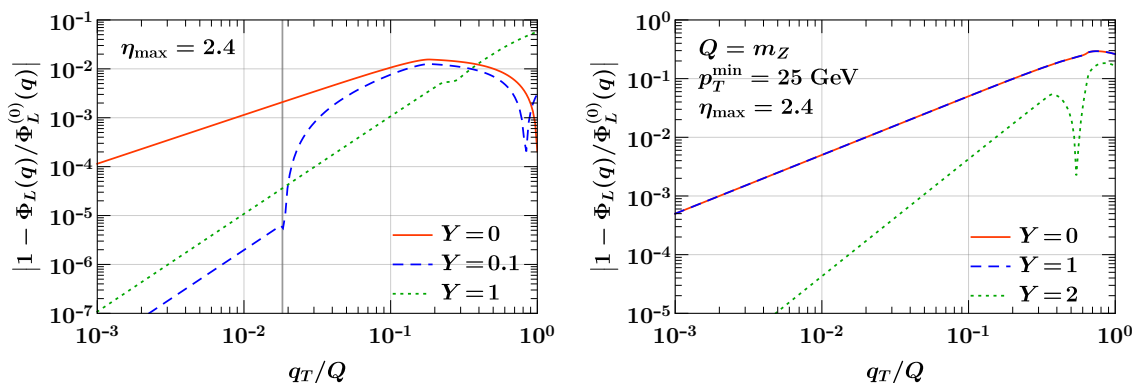 |1 − Φ_L(q)/Φ_L^(0)(q)|
10^0
10^−1
10^−2
10^−3
10^−4
10^−5
10^−6
10^−7
η_max = 2.4
Y = 0
Y = 0.1
Y = 1
10^−3 10^−2 10^−1 10^0
q_T/Q
|1 − Φ_L(q)/Φ_L^(0)(q)|
10^0
10^−1
10^−2
10^−3
10^−4
10^−5
Q = m_Z
p_T^min = 25 GeV
η_max = 2.4
Y = 0
Y = 1
Y = 2
10^−3 10^−2 10^−1 10^0
q_T/Q